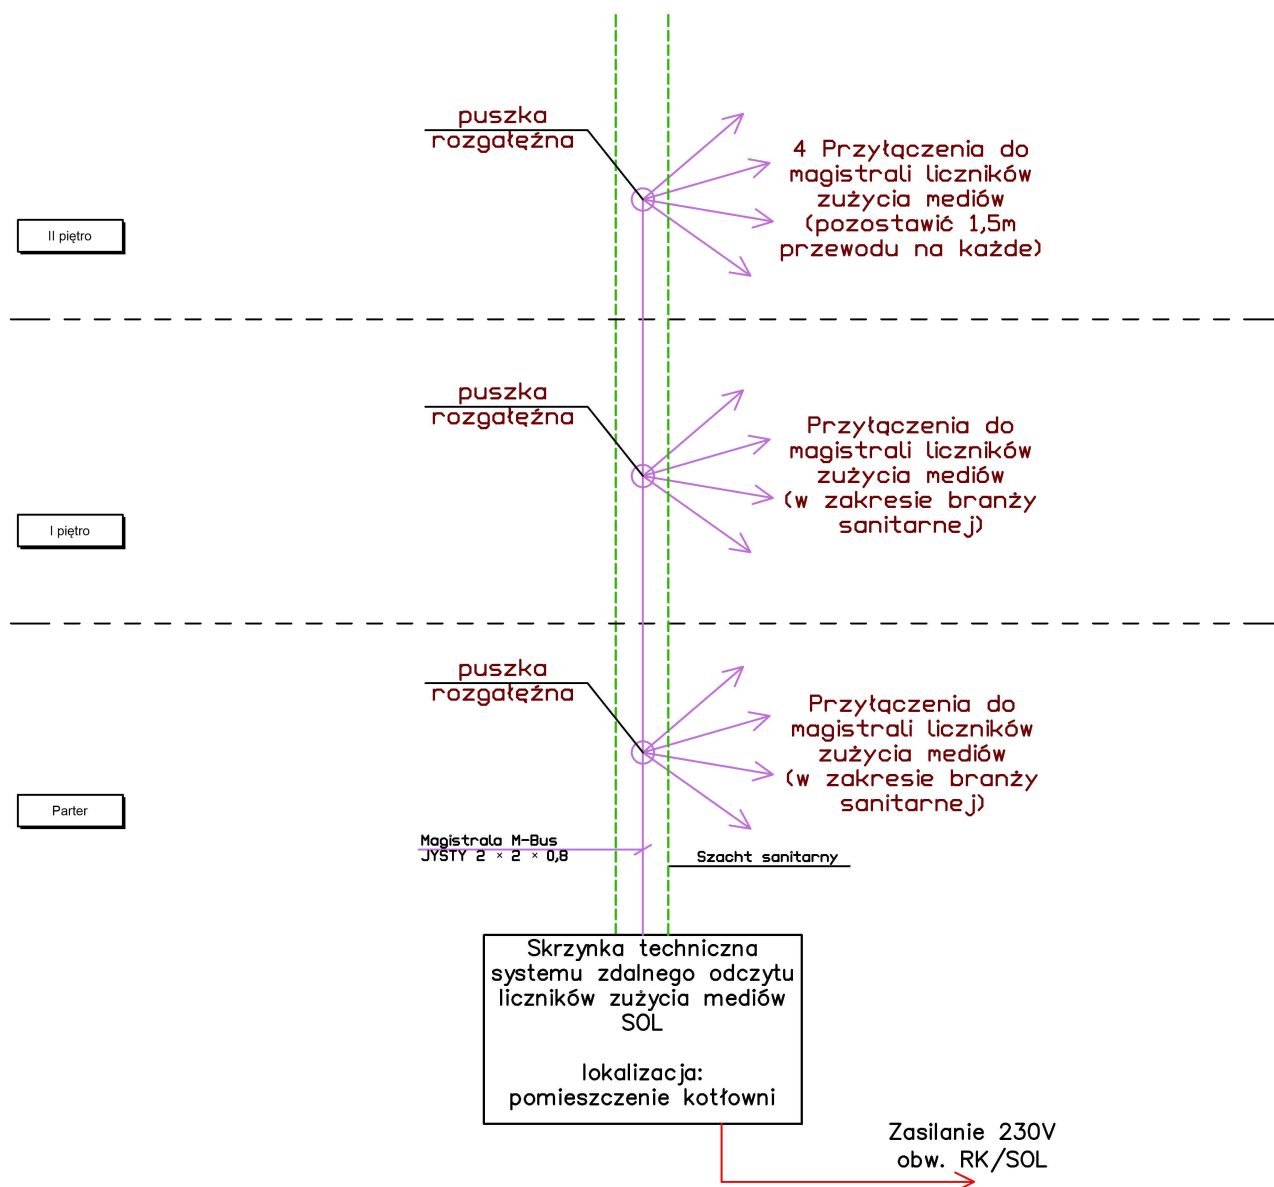 puszka
rozgałęźna
4 Przyłączenia do
magistrali liczników
zużycia mediów
(pozostawić 1,5m
przewodu na każde)
II piętro
puszka
rozgałęźna
Przyłączenia do
magistrali liczników
zużycia mediów
(w zakresie branży
sanitarnej)
I piętro
puszka
rozgałęźna
Przyłączenia do
magistrali liczników
zużycia mediów
(w zakresie branży
sanitarnej)
Parter
Magistrala M-Bus
JYSTY 2 × 2 × 0,8
Szacht sanitarny
Skrzynka techniczna
systemu zdalnego odczytu
liczników zużycia mediów
SOL
lokalizacja:
pomieszczenie kotłowni
Zasilanie 230V
obw. RK/SOL